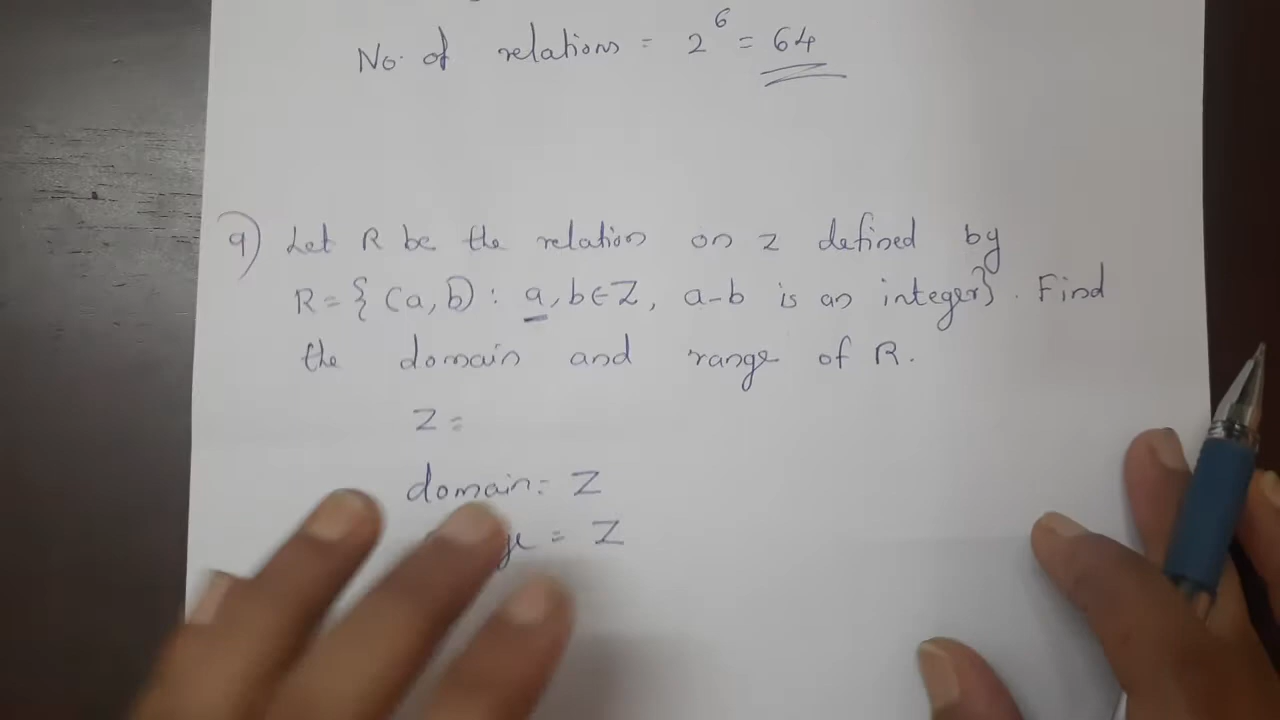 No. of relations = 2^6 = 64
9) Let R be the relation on Z defined by
R = { (a, b) : a, b ∈ Z, a-b is an integer} . Find
the domain and range of R.
Z =
domain = Z
= Z